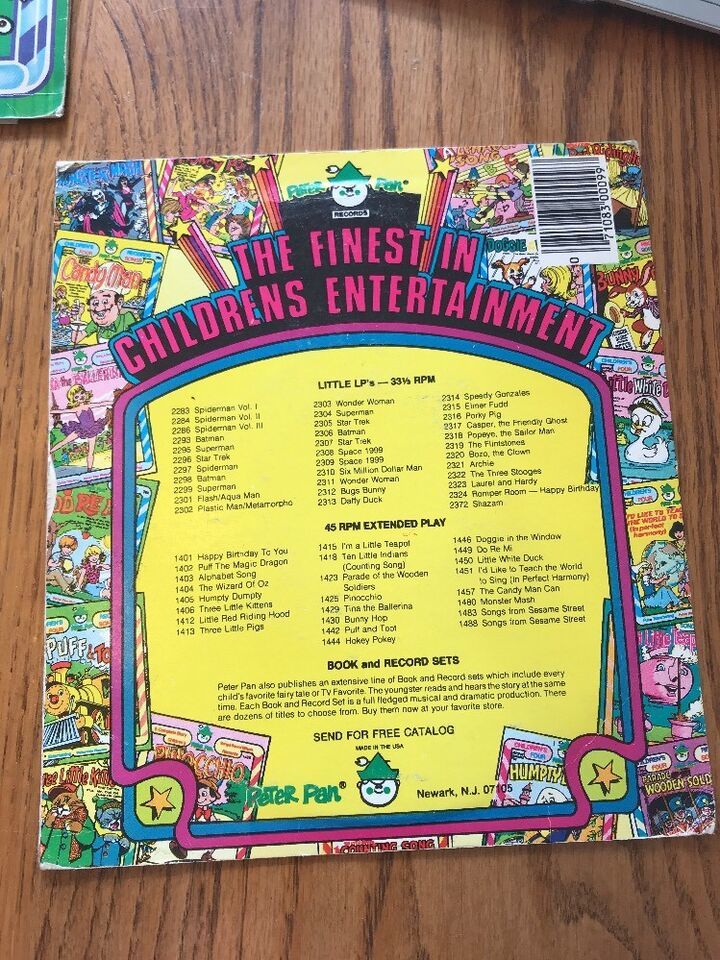 Peter Pan®
RECORDS
0 71083 00099
THE FINEST IN
CHILDRENS ENTERTAINMENT
LITTLE LP's — 33⅓ RPM
2283 Spiderman Vol. I
2284 Spiderman Vol. II
2286 Spiderman Vol. III
2293 Batman
2295 Superman
2296 Star Trek
2297 Spiderman
2298 Batman
2299 Superman
2301 Flash/Aqua Man
2302 Plastic Man/Metamorpho
2303 Wonder Woman
2304 Superman
2305 Star Trek
2306 Batman
2307 Star Trek
2308 Space 1999
2309 Space 1999
2310 Six Million Dollar Man
2311 Wonder Woman
2312 Bugs Bunny
2313 Daffy Duck
2314 Speedy Gonzales
2315 Elmer Fudd
2316 Porky Pig
2317 Casper, the Friendly Ghost
2318 Popeye, the Sailor Man
2319 The Flintstones
2320 Bozo, the Clown
2321 Archie
2322 The Three Stooges
2323 Laurel and Hardy
2324 Romper Room — Happy Birthday
2372 Shazam
45 RPM EXTENDED PLAY
1401 Happy Birthday To You
1402 Puff The Magic Dragon
1403 Alphabet Song
1404 The Wizard Of Oz
1405 Humpty Dumpty
1406 Three Little Kittens
1412 Little Red Riding Hood
1413 Three Little Pigs
1415 I'm a Little Teapot
1418 Ten Little Indians
(Counting Song)
1423 Parade of the Wooden
Soldiers
1425 Pinocchio
1429 Tina the Ballerina
1430 Bunny Hop
1442 Puff and Toot
1444 Hokey Pokey
1446 Doggie in the Window
1449 Do Re Mi
1450 Little White Duck
1451 I'd Like to Teach the World
to Sing (In Perfect Harmony)
1457 The Candy Man Can
1480 Monster Mash
1483 Songs from Sesame Street
1488 Songs from Sesame Street
BOOK and RECORD SETS
Peter Pan also publishes an extensive line of Book and Record sets which include every
child's favorite fairy tale or TV Favorite. The youngster reads and hears the story at the same
time. Each Book and Record Set is a full fledged musical and dramatic production. There
are dozens of titles to choose from. Buy them now at your favorite store.
SEND FOR FREE CATALOG
MADE IN THE USA
Peter Pan®
Newark, N.J. 07105
Candy Man
DOGGIE
BUNNY
Little White
PUFF & TO
PINOCCHIO
HUMPTY
PARADE
WOODEN SOLD
COUNTING SONG